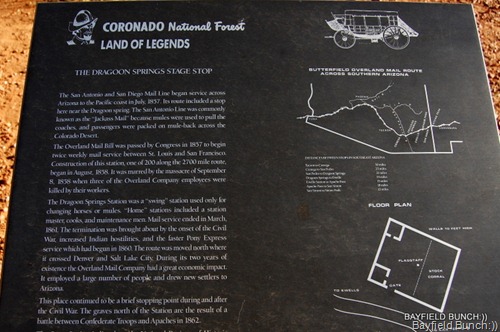 CORONADO National Forest
LAND OF LEGENDS
THE DRAGOON SPRINGS STAGE STOP
The San Antonio and San Diego Mail Line began service across
Arizona to the Pacific coast in July, 1857. Its route included a stop
here near the Dragoon spring. The San Antonio Line was commonly
known as the "Jackass Mail" because mules were used to pull the
coaches, and passengers were packed on mule-back across the
Colorado Desert.
The Overland Mail Bill was passed by Congress in 1857 to begin
twice weekly mail service between St. Louis and San Francisco.
Construction of this station, one of 200 along the 2700 mile route,
began in August, 1858. It was marred by the massacre of September
8, 1858 when three of the Overland Company employees were
killed by their workers.
The Dragoon Springs Station was a "swing" station used only for
changing horses or mules. "Home" stations included a station
master, cooks, and maintenance men. Mail service ended in March,
1861. The termination was brought about by the onset of the Civil
War, increased Indian hostilities, and the faster Pony Express
service which had begun in 1860. The route was moved north where
it crossed Denver and Salt Lake City. During its two years of
existence the Overland Mail Company had a great economic impact.
It employed a large number of people and drew new settlers to
Arizona.
This place continued to be a brief stopping point during and after
the Civil War. The graves north of the Station are the result of a
battle between Confederate Troops and Apaches in 1862.
BUTTERFIELD OVERLAND MAIL ROUTE
ACROSS SOUTHERN ARIZONA
FLOOR PLAN
WALLS 10 FEET HIGH
FLAGSTAFF
STOCK
CORRAL
GATE
TO WELLS
BAYFIELD BUNCH:))
Bayfield Bunch:))